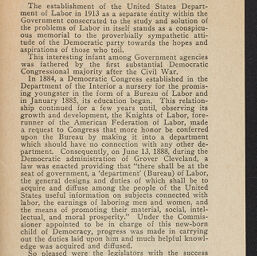 The establishment of the United States Depart-
ment of Labor in 1913 as a separate entity within the
Government consecrated to the study and solution of
the problems of Labor in itself stands as a conspicu-
ous memorial to the proverbially sympathetic atti-
tude of the Democratic party towards the hopes and
aspirations of those who toil.
This interesting infant among Government agencies
was fathered by the first substantial Democratic
Congressional majority after the Civil War.
In 1884, a Democratic Congress established in the
Department of the Interior a nursery for the promis-
ing youngster in the form of a Bureau of Labor and
in January 1885, its education began. This relation-
ship continued for a few years until, observing its
growth and development, the Knights of Labor, fore-
runner of the American Federation of Labor, made
a request to Congress that more honor be conferred
upon the Bureau by making it into a department
which should have no connection with any other de-
partment. Consequently, on June 13, 1888, during the
Democratic administration of Grover Cleveland, a
law was enacted providing that "there shall be at the
seat of government, a 'department' (Bureau) of Labor,
the general designs and duties of which shall be to
acquire and diffuse among the people of the United
States useful information on subjects connected with
labor, the earnings of laboring men and women, and
the means of promoting their material, social, intel-
lectual, and moral prosperity." Under the Commis-
sioner appointed to be in charge of this new-born
child of Democracy, progress was made in carrying
out the duties laid upon him and much helpful knowl-
edge was acquired and diffused.
So pleased were the legislators with the success